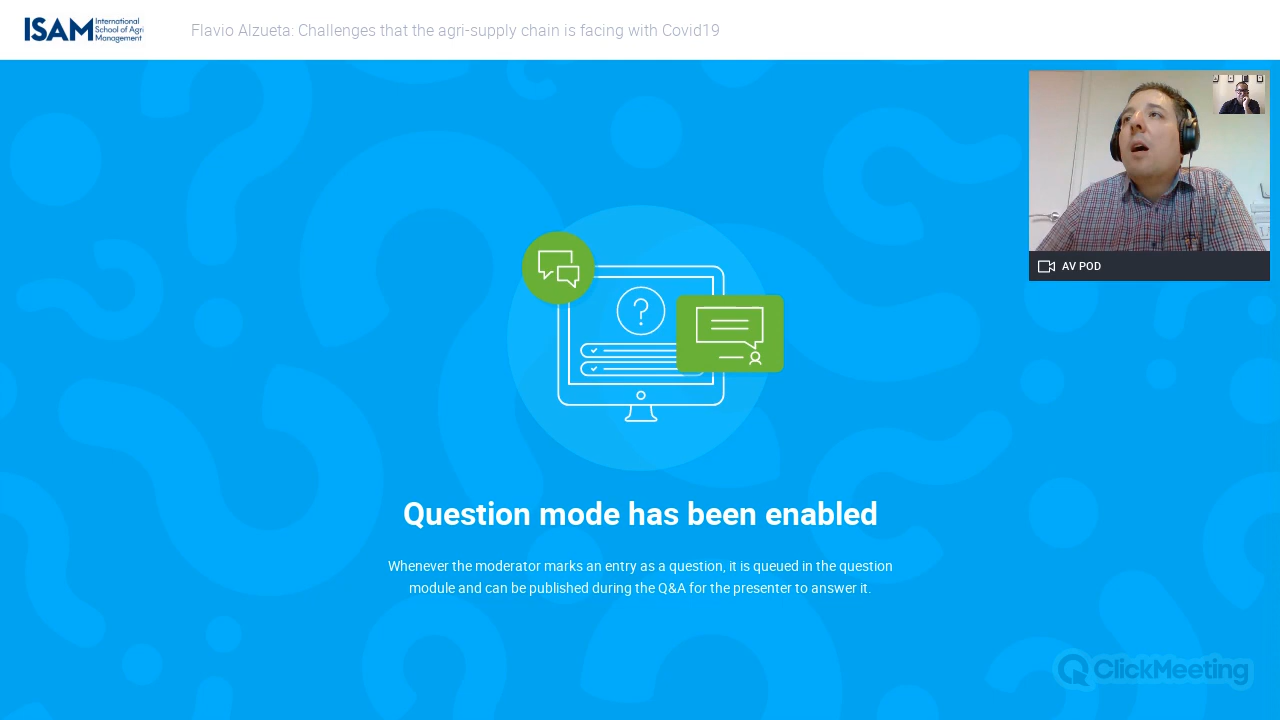 ISAM International
School of Agri
Management
Flavio Alzueta: Challenges that the agri-supply chain is facing with Covid19
AV POD
Question mode has been enabled
Whenever the moderator marks an entry as a question, it is queued in the question
module and can be published during the Q&A for the presenter to answer it.
ClickMeeting